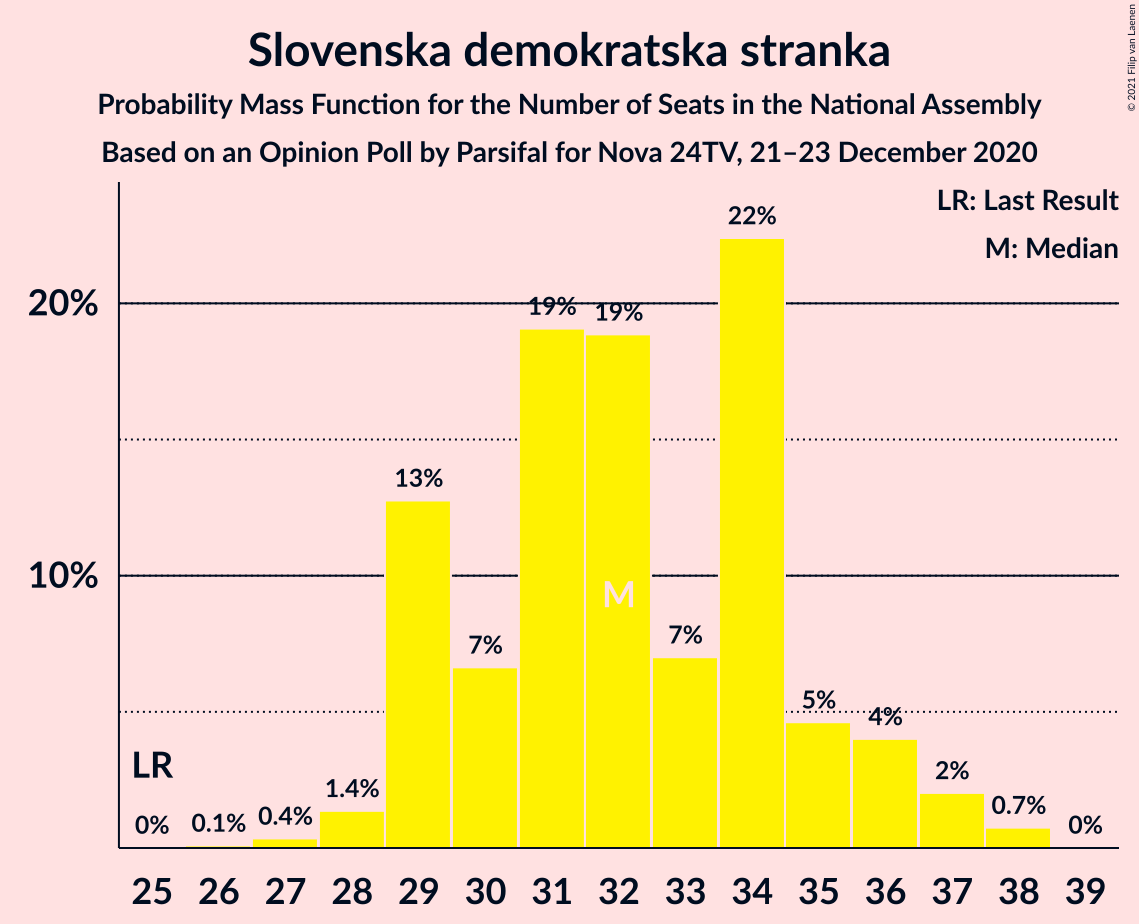 Slovenska demokratska stranka
Probability Mass Function for the Number of Seats in the National Assembly
Based on an Opinion Poll by Parsifal for Nova 24TV, 21–23 December 2020
© 2021 Filip van Laenen
LR: Last Result
M: Median
20%
10%
LR
0%
0.1%
0.4%
1.4%
13%
7%
19%
19%
7%
22%
5%
4%
2%
0.7%
0%
M
25 26 27 28 29 30 31 32 33 34 35 36 37 38 39